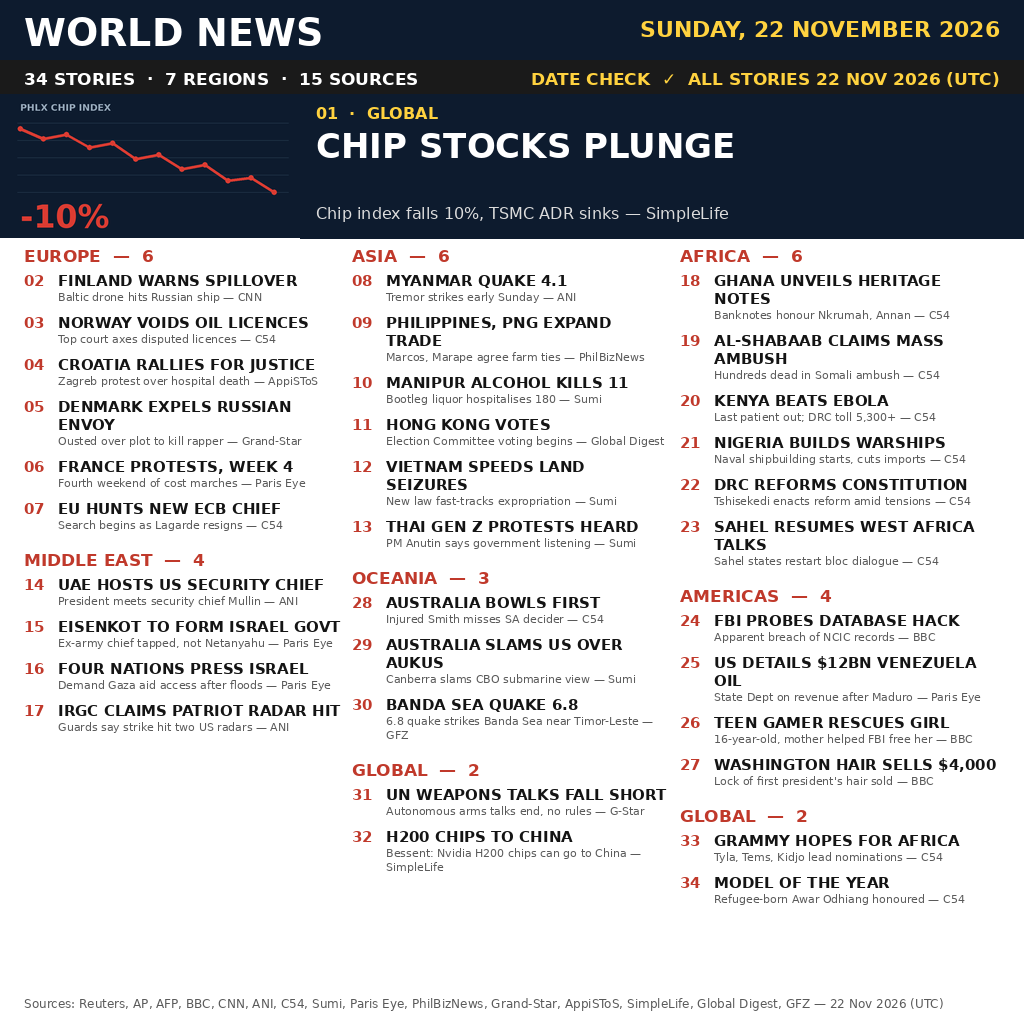 WORLD NEWS
SUNDAY, 22 NOVEMBER 2026
34 STORIES · 7 REGIONS · 15 SOURCES
DATE CHECK ✓ ALL STORIES 22 NOV 2026 (UTC)
PHLX CHIP INDEX
-10%
01 · GLOBAL
CHIP STOCKS PLUNGE
Chip index falls 10%, TSMC ADR sinks — SimpleLife
EUROPE — 6
02 FINLAND WARNS SPILLOVER
Baltic drone hits Russian ship — CNN
03 NORWAY VOIDS OIL LICENCES
Top court axes disputed licences — C54
04 CROATIA RALLIES FOR JUSTICE
Zagreb protest over hospital death — AppiSToS
05 DENMARK EXPELS RUSSIAN
ENVOY
Ousted over plot to kill rapper — Grand-Star
06 FRANCE PROTESTS, WEEK 4
Fourth weekend of cost marches — Paris Eye
07 EU HUNTS NEW ECB CHIEF
Search begins as Lagarde resigns — C54
MIDDLE EAST — 4
14 UAE HOSTS US SECURITY CHIEF
President meets security chief Mullin — ANI
15 EISENKOT TO FORM ISRAEL GOVT
Ex-army chief tapped, not Netanyahu — Paris Eye
16 FOUR NATIONS PRESS ISRAEL
Demand Gaza aid access after floods — Paris Eye
17 IRGC CLAIMS PATRIOT RADAR HIT
Guards say strike hit two US radars — ANI
ASIA — 6
08 MYANMAR QUAKE 4.1
Tremor strikes early Sunday — ANI
09 PHILIPPINES, PNG EXPAND
TRADE
Marcos, Marape agree farm ties — PhilBizNews
10 MANIPUR ALCOHOL KILLS 11
Bootleg liquor hospitalises 180 — Sumi
11 HONG KONG VOTES
Election Committee voting begins — Global Digest
12 VIETNAM SPEEDS LAND
SEIZURES
New law fast-tracks expropriation — Sumi
13 THAI GEN Z PROTESTS HEARD
PM Anutin says government listening — Sumi
OCEANIA — 3
28 AUSTRALIA BOWLS FIRST
Injured Smith misses SA decider — C54
29 AUSTRALIA SLAMS US OVER
AUKUS
Canberra slams CBO submarine view — Sumi
30 BANDA SEA QUAKE 6.8
6.8 quake strikes Banda Sea near Timor-Leste —
GFZ
GLOBAL — 2
31 UN WEAPONS TALKS FALL SHORT
Autonomous arms talks end, no rules — G-Star
32 H200 CHIPS TO CHINA
Bessent: Nvidia H200 chips can go to China —
SimpleLife
AFRICA — 6
18 GHANA UNVEILS HERITAGE
NOTES
Banknotes honour Nkrumah, Annan — C54
19 AL-SHABAAB CLAIMS MASS
AMBUSH
Hundreds dead in Somali ambush — C54
20 KENYA BEATS EBOLA
Last patient out; DRC toll 5,300+ — C54
21 NIGERIA BUILDS WARSHIPS
Naval shipbuilding starts, cuts imports — C54
22 DRC REFORMS CONSTITUTION
Tshisekedi enacts reform amid tensions — C54
23 SAHEL RESUMES WEST AFRICA
TALKS
Sahel states restart bloc dialogue — C54
AMERICAS — 4
24 FBI PROBES DATABASE HACK
Apparent breach of NCIC records — BBC
25 US DETAILS $12BN VENEZUELA
OIL
State Dept on revenue after Maduro — Paris Eye
26 TEEN GAMER RESCUES GIRL
16-year-old, mother helped FBI free her — BBC
27 WASHINGTON HAIR SELLS $4,000
Lock of first president's hair sold — BBC
GLOBAL — 2
33 GRAMMY HOPES FOR AFRICA
Tyla, Tems, Kidjo lead nominations — C54
34 MODEL OF THE YEAR
Refugee-born Awar Odhiang honoured — C54
Sources: Reuters, AP, AFP, BBC, CNN, ANI, C54, Sumi, Paris Eye, PhilBizNews, Grand-Star, AppiSToS, SimpleLife, Global Digest, GFZ — 22 Nov 2026 (UTC)